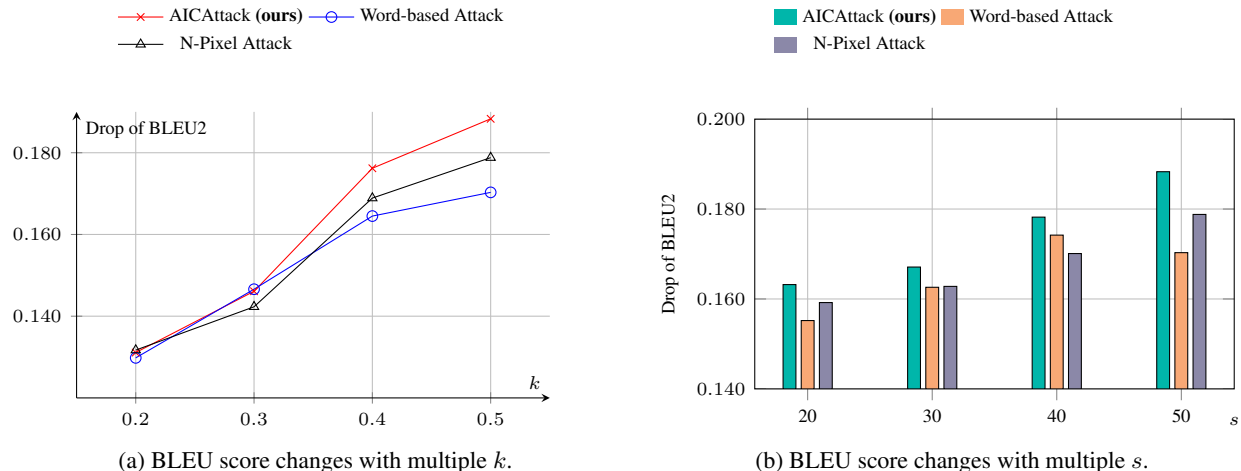 AICAttack (ours) Word-based Attack
N-Pixel Attack
Drop of BLEU2
0.180
0.160
0.140
k
0.2 0.3 0.4 0.5
(a) BLEU score changes with multiple k.
AICAttack (ours) Word-based Attack
N-Pixel Attack
0.200
0.180
0.160
0.140
Drop of BLEU2
20 30 40 50 s
(b) BLEU score changes with multiple s.